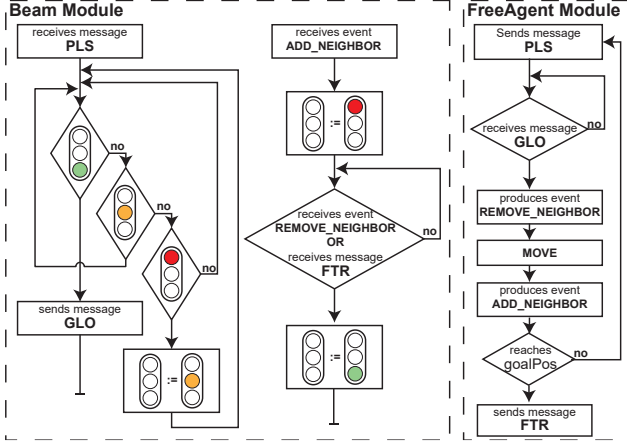 Beam Module
receives message
PLS
no
no
no
sends message
GLO
:=
receives event
ADD_NEIGHBOR
:=
receives event
REMOVE_NEIGHBOR
OR
receives message
FTR
no
:=
FreeAgent Module
Sends message
PLS
receives message
GLO
no
produces event
REMOVE_NEIGHBOR
MOVE
produces event
ADD_NEIGHBOR
reaches
goalPos
no
sends message
FTR